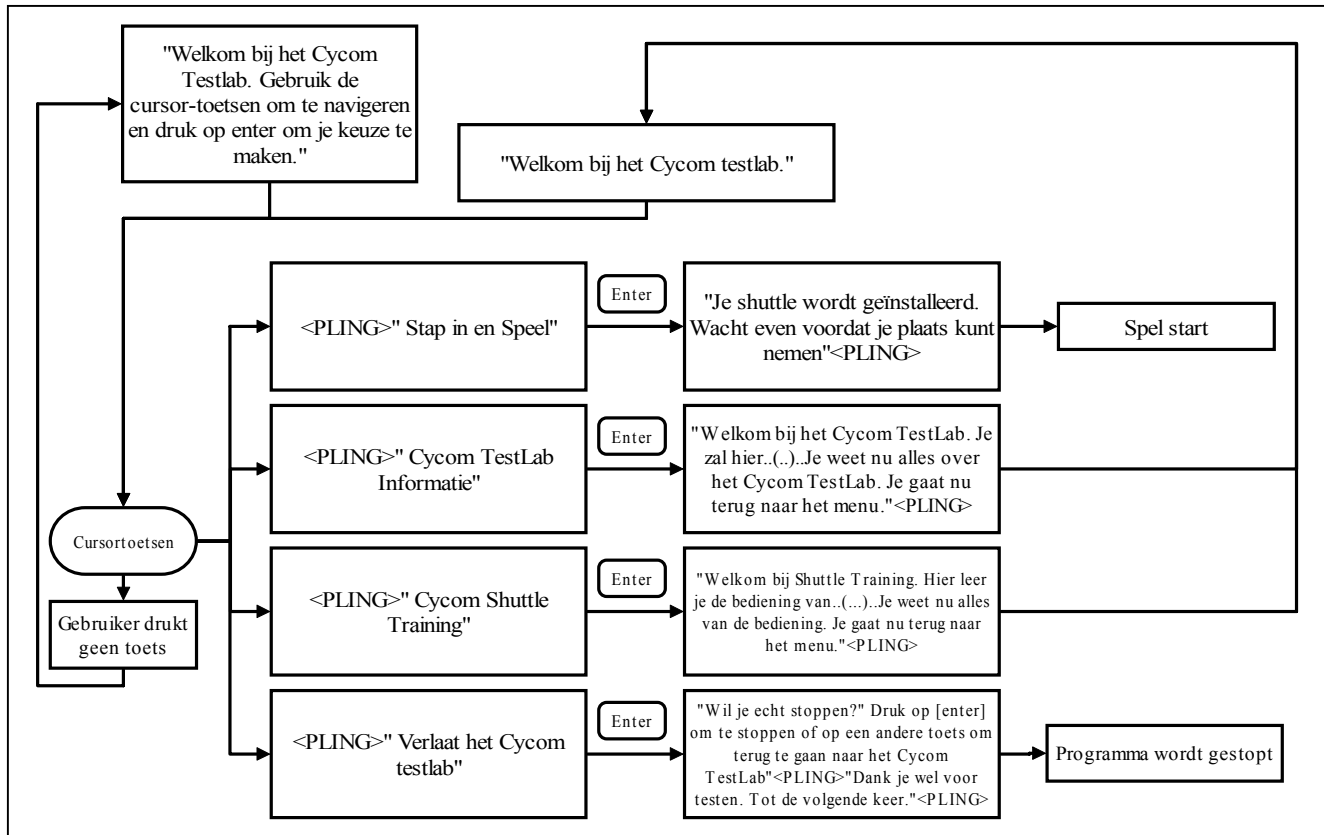 "Welkom bij het Cycom
Testlab. Gebruik de
cursor-toetsen om te navigeren
en druk op enter om je keuze te
maken."
"Welkom bij het Cycom testlab."
<PLING>" Stap in en Speel"
Enter
"Je shuttle wordt geïnstalleerd.
Wacht even voordat je plaats kunt
nemen"<PLING>
Spel start
<PLING>" Cycom TestLab
Informatie"
Enter
"Welkom bij het Cycom TestLab. Je
zal hier..(..)..Je weet nu alles over
het Cycom TestLab. Je gaat nu
terug naar het menu."<PLING>
Cursortoetsen
Gebruiker drukt
geen toets
<PLING>" Cycom Shuttle
Training"
Enter
"Welkom bij Shuttle Training. Hier leer
je de bediening van..(...)..Je weet nu alles
van de bediening. Je gaat nu terug naar
het menu."<PLING>
<PLING>" Verlaat het Cycom
testlab"
Enter
"Wil je echt stoppen?" Druk op [enter]
om te stoppen of op een andere toets om
terug te gaan naar het Cycom
TestLab"<PLING>"Dank je wel voor
testen. Tot de volgende keer."<PLING>
Programma wordt gestopt